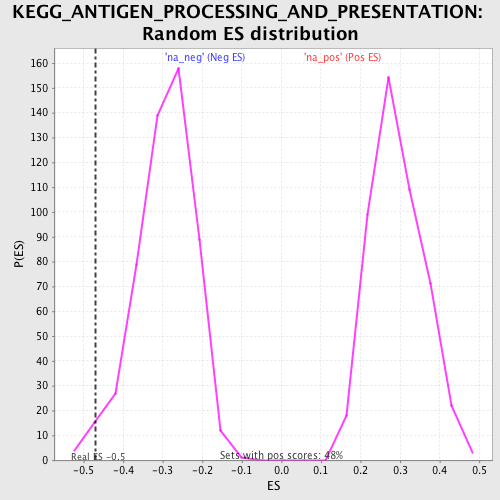 KEGG_ANTIGEN_PROCESSING_AND_PRESENTATION:
Random ES distribution
'na_neg' (Neg ES) 'na_pos' (Pos ES)
160
150
140
130
120
110
100
90
80
70
60
50
40
30
20
10
0
P(ES)
Real ES -0.5
Sets with pos scores: 48%
-0.5 -0.4 -0.3 -0.2 -0.1 0.0 0.1 0.2 0.3 0.4 0.5
ES